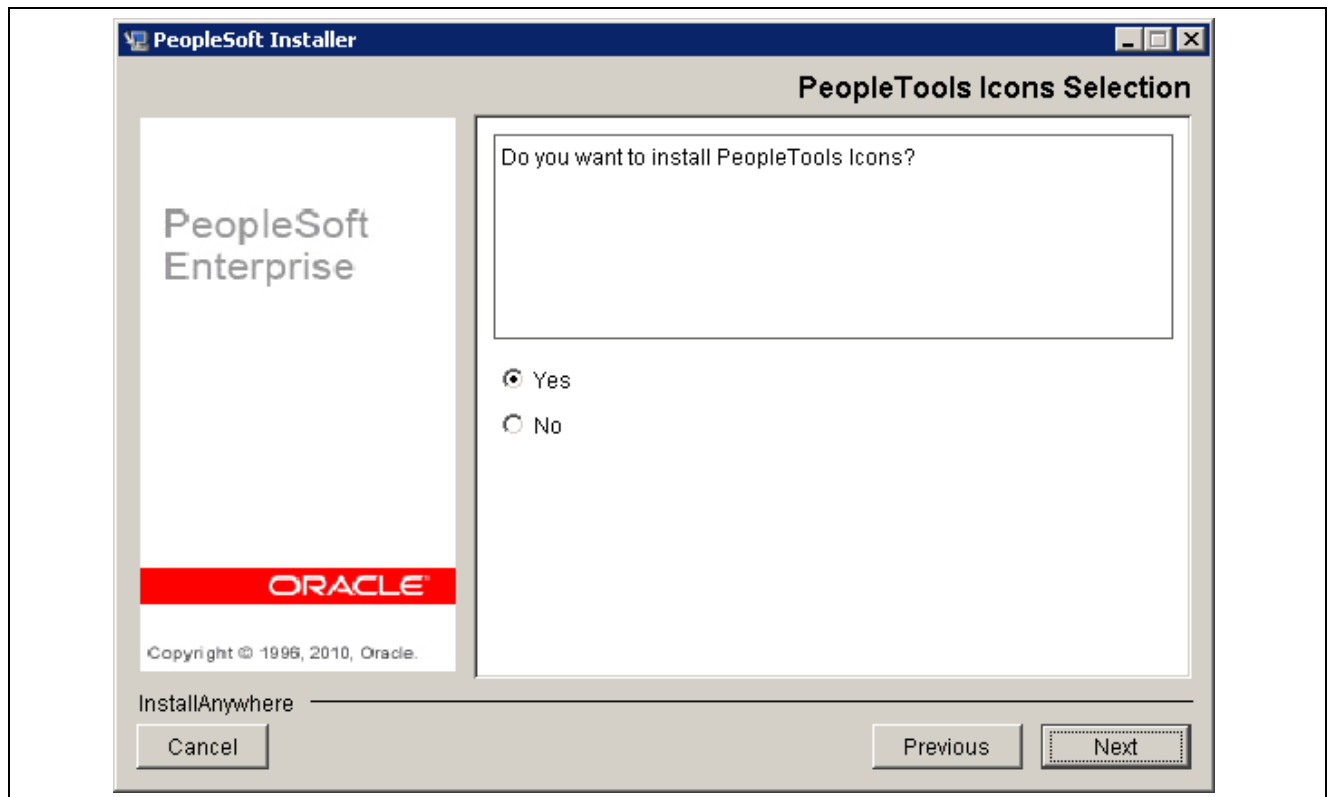 PeopleSoft Installer
PeopleTools Icons Selection
PeopleSoft
Enterprise
Do you want to install PeopleTools Icons?
Yes
No
ORACLE
Copyright © 1996, 2010, Oracle.
InstallAnywhere
Cancel
Previous
Next